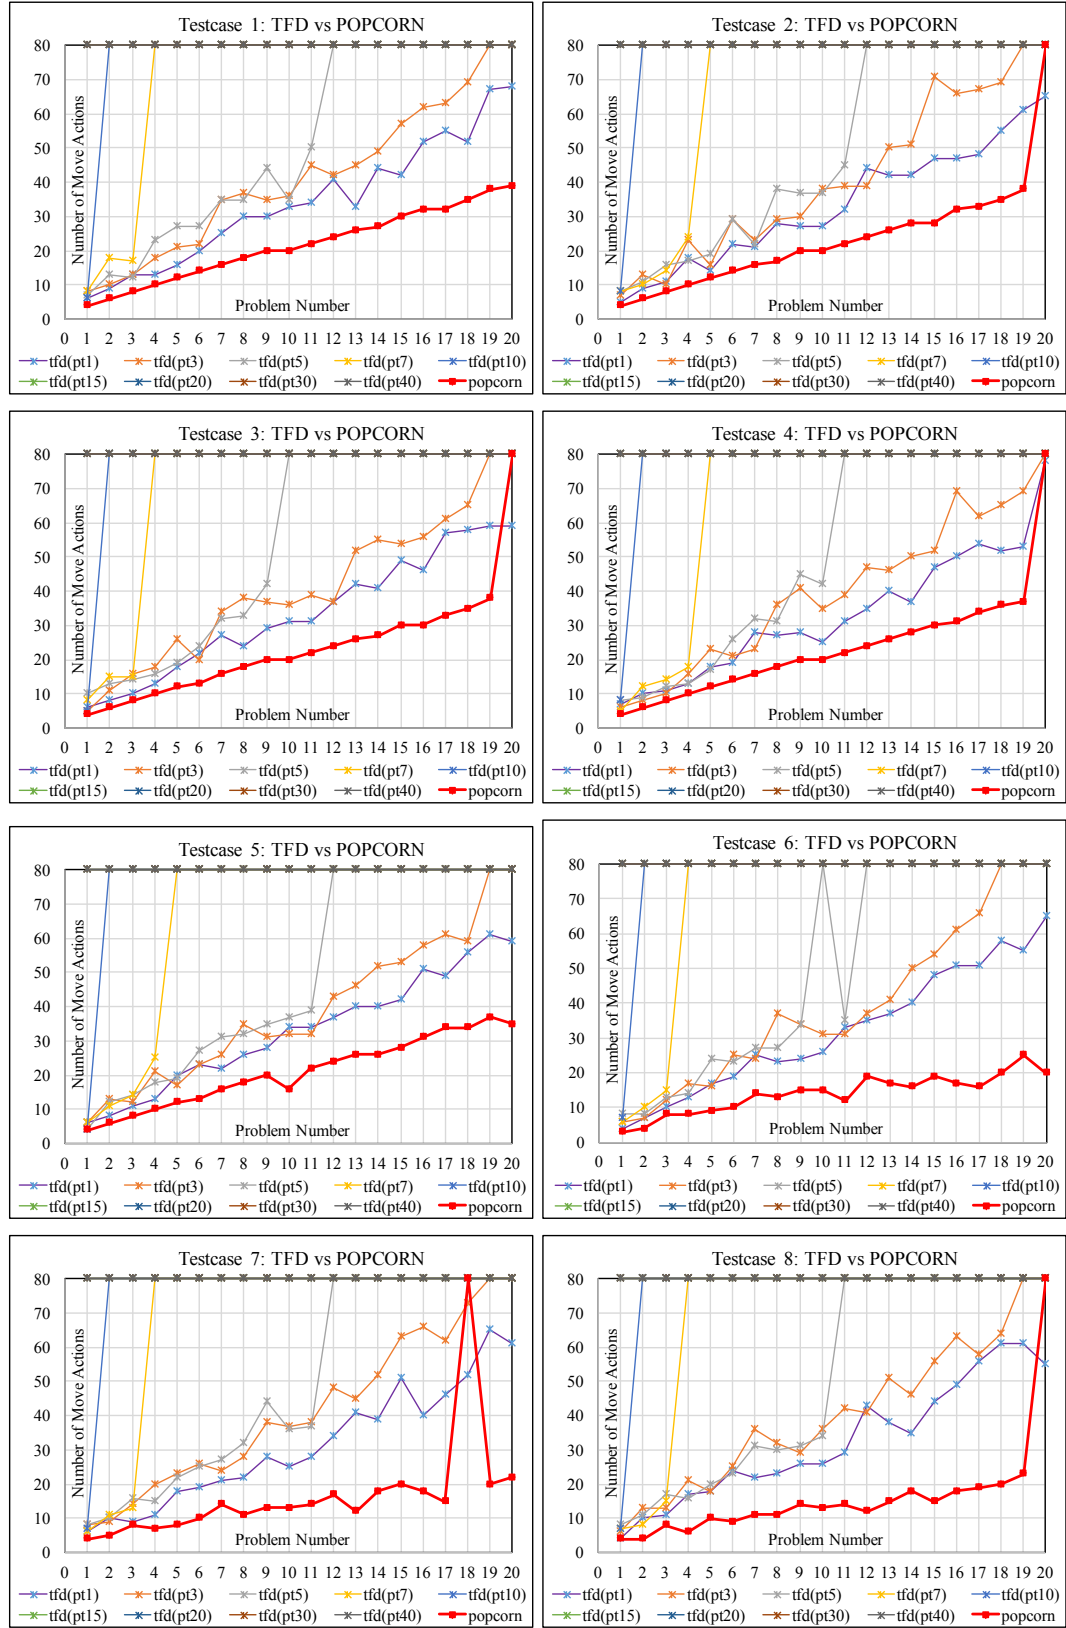 Testcase 1: TFD vs POPCORN
Number of Move Actions
80
70
60
50
40
30
20
10
0
Problem Number
0 1 2 3 4 5 6 7 8 9 10 11 12 13 14 15 16 17 18 19 20
tfd(pt1) tfd(pt3) tfd(pt5) tfd(pt7) tfd(pt10)
tfd(pt15) tfd(pt20) tfd(pt30) tfd(pt40) popcorn
Testcase 2: TFD vs POPCORN
Number of Move Actions
80
70
60
50
40
30
20
10
0
Problem Number
0 1 2 3 4 5 6 7 8 9 10 11 12 13 14 15 16 17 18 19 20
tfd(pt1) tfd(pt3) tfd(pt5) tfd(pt7) tfd(pt10)
tfd(pt15) tfd(pt20) tfd(pt30) tfd(pt40) popcorn
Testcase 3: TFD vs POPCORN
Number of Move Actions
80
70
60
50
40
30
20
10
0
Problem Number
0 1 2 3 4 5 6 7 8 9 10 11 12 13 14 15 16 17 18 19 20
tfd(pt1) tfd(pt3) tfd(pt5) tfd(pt7) tfd(pt10)
tfd(pt15) tfd(pt20) tfd(pt30) tfd(pt40) popcorn
Testcase 4: TFD vs POPCORN
Number of Move Actions
80
70
60
50
40
30
20
10
0
Problem Number
0 1 2 3 4 5 6 7 8 9 10 11 12 13 14 15 16 17 18 19 20
tfd(pt1) tfd(pt3) tfd(pt5) tfd(pt7) tfd(pt10)
tfd(pt15) tfd(pt20) tfd(pt30) tfd(pt40) popcorn
Testcase 5: TFD vs POPCORN
Number of Move Actions
80
70
60
50
40
30
20
10
0
Problem Number
0 1 2 3 4 5 6 7 8 9 10 11 12 13 14 15 16 17 18 19 20
tfd(pt1) tfd(pt3) tfd(pt5) tfd(pt7) tfd(pt10)
tfd(pt15) tfd(pt20) tfd(pt30) tfd(pt40) popcorn
Testcase 6: TFD vs POPCORN
Number of Move Actions
80
70
60
50
40
30
20
10
0
Problem Number
0 1 2 3 4 5 6 7 8 9 10 11 12 13 14 15 16 17 18 19 20
tfd(pt1) tfd(pt3) tfd(pt5) tfd(pt7) tfd(pt10)
tfd(pt15) tfd(pt20) tfd(pt30) tfd(pt40) popcorn
Testcase 7: TFD vs POPCORN
Number of Move Actions
80
70
60
50
40
30
20
10
0
Problem Number
0 1 2 3 4 5 6 7 8 9 10 11 12 13 14 15 16 17 18 19 20
tfd(pt1) tfd(pt3) tfd(pt5) tfd(pt7) tfd(pt10)
tfd(pt15) tfd(pt20) tfd(pt30) tfd(pt40) popcorn
Testcase 8: TFD vs POPCORN
Number of Move Actions
80
70
60
50
40
30
20
10
0
Problem Number
0 1 2 3 4 5 6 7 8 9 10 11 12 13 14 15 16 17 18 19 20
tfd(pt1) tfd(pt3) tfd(pt5) tfd(pt7) tfd(pt10)
tfd(pt15) tfd(pt20) tfd(pt30) tfd(pt40) popcorn